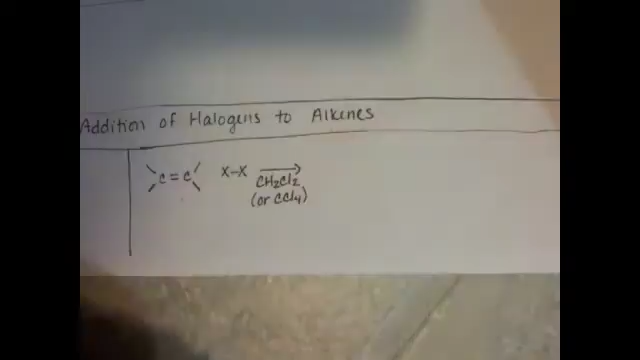 Addition of Halogens to Alkenes
C=C X-X
CH2Cl2
(or CCl4)